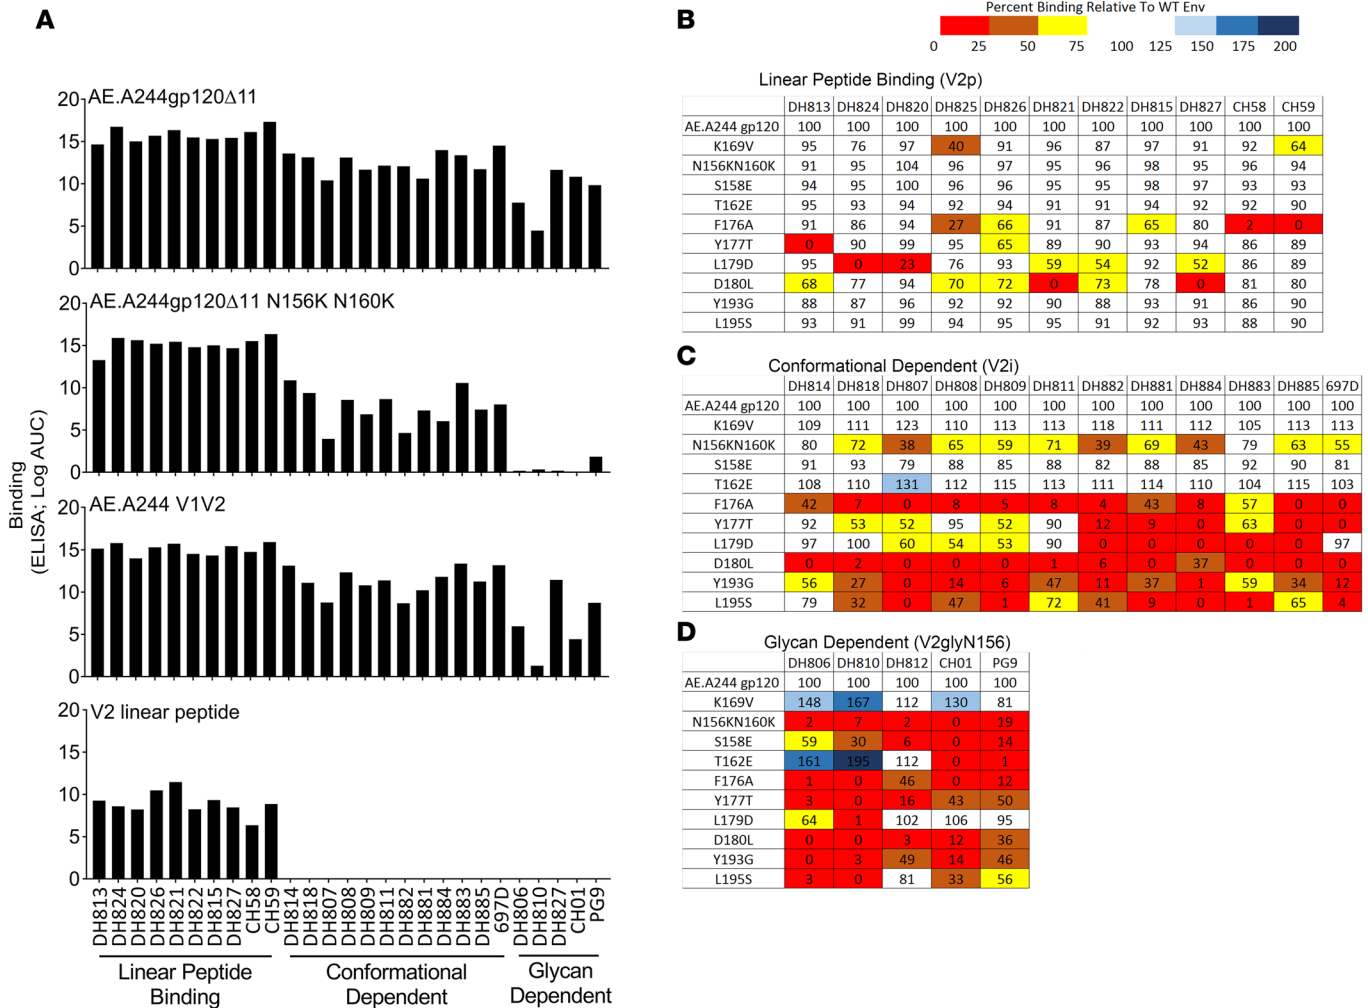 A
Binding
(ELISA; Log AUC)
AE.A244gp120Δ11
20
15
10
5
0
AE.A244gp120Δ11 N156K N160K
20
15
10
5
0
AE.A244 V1V2
20
15
10
5
0
V2 linear peptide
20
15
10
5
0
DH813 DH824 DH820 DH826 DH821 DH822 DH815 DH827 CH58 CH59 DH814 DH818 DH807 DH808 DH809 DH811 DH882 DH881 DH884 DH883 DH885 697D DH806 DH810 DH827 CH01 PG9
Linear Peptide Binding
Conformational Dependent
Glycan Dependent
B
Percent Binding Relative To WT Env
0 25 50 75 100 125 150 175 200
Linear Peptide Binding (V2p)
DH813 DH824 DH820 DH825 DH826 DH821 DH822 DH815 DH827 CH58 CH59
AE.A244 gp120 100 100 100 100 100 100 100 100 100 100 100
K169V 95 76 97 40 91 96 87 97 91 92 64
N156KN160K 91 95 104 96 97 95 96 98 95 96 94
S158E 94 95 100 96 96 95 95 98 97 93 93
T162E 95 93 94 92 94 91 91 94 92 92 90
F176A 91 86 94 27 66 91 87 65 80 2 0
Y177T 0 90 99 95 65 89 90 93 94 86 89
L179D 95 0 23 76 93 59 54 92 52 86 89
D180L 68 77 94 70 72 0 73 78 0 81 80
Y193G 88 87 96 92 92 90 88 93 91 86 90
L195S 93 91 99 94 95 95 91 92 93 88 90
C
Conformational Dependent (V2i)
DH814 DH818 DH807 DH808 DH809 DH811 DH882 DH881 DH884 DH883 DH885 697D
AE.A244 gp120 100 100 100 100 100 100 100 100 100 100 100 100
K169V 109 111 123 110 113 113 118 111 112 105 113 113
N156KN160K 80 72 38 65 59 71 39 69 43 79 63 55
S158E 91 93 79 88 85 88 82 88 85 92 90 81
T162E 108 110 131 112 115 113 111 114 110 104 115 103
F176A 42 7 0 8 5 8 4 43 8 57 0 0
Y177T 92 53 52 95 52 90 12 9 0 63 0 0
L179D 97 100 60 54 53 90 0 0 0 0 0 97
D180L 0 2 0 0 0 1 6 0 37 0 0 0
Y193G 56 27 0 14 6 47 11 37 1 59 34 12
L195S 79 32 0 47 1 72 41 9 0 1 65 4
D
Glycan Dependent (V2glyN156)
DH806 DH810 DH812 CH01 PG9
AE.A244 gp120 100 100 100 100 100
K169V 148 167 112 130 81
N156KN160K 2 7 2 0 19
S158E 59 30 6 0 14
T162E 161 195 112 0 1
F176A 1 0 46 0 12
Y177T 3 0 16 43 50
L179D 64 1 102 106 95
D180L 0 0 3 12 36
Y193G 0 3 49 14 46
L195S 3 0 81 33 56